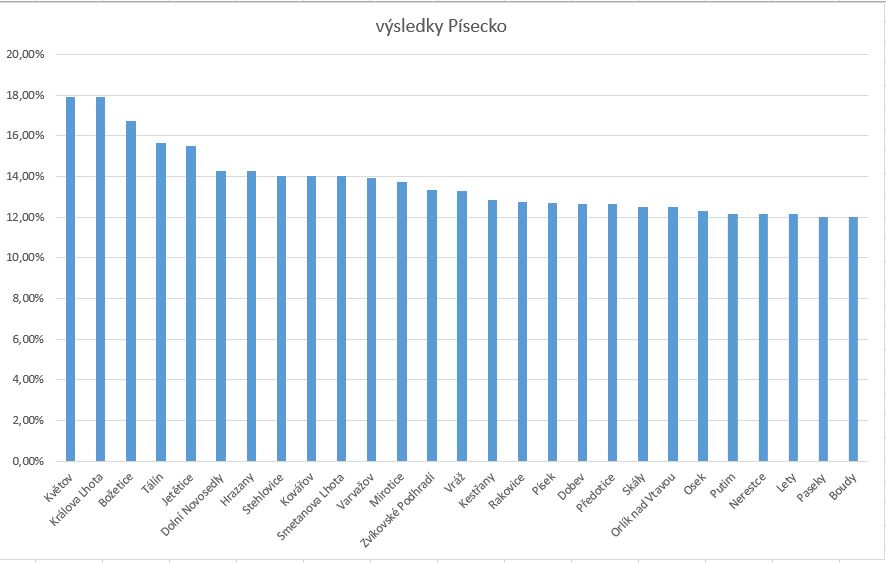 výsledky Písecko
20,00%
18,00%
16,00%
14,00%
12,00%
10,00%
8,00%
6,00%
4,00%
2,00%
0,00%
Květov
Králova Lhota
Božetice
Tálín
Jetětice
Dolní Novosedly
Hrazany
Stehlovice
Kovářov
Smetanova Lhota
Varvažov
Mirotice
Zvíkovské Podhradí
Vráž
Kestřany
Rakovice
Písek
Dobev
Předotice
Skály
Orlík nad Vtavou
Osek
Putim
Nerestce
Lety
Paseky
Boudy